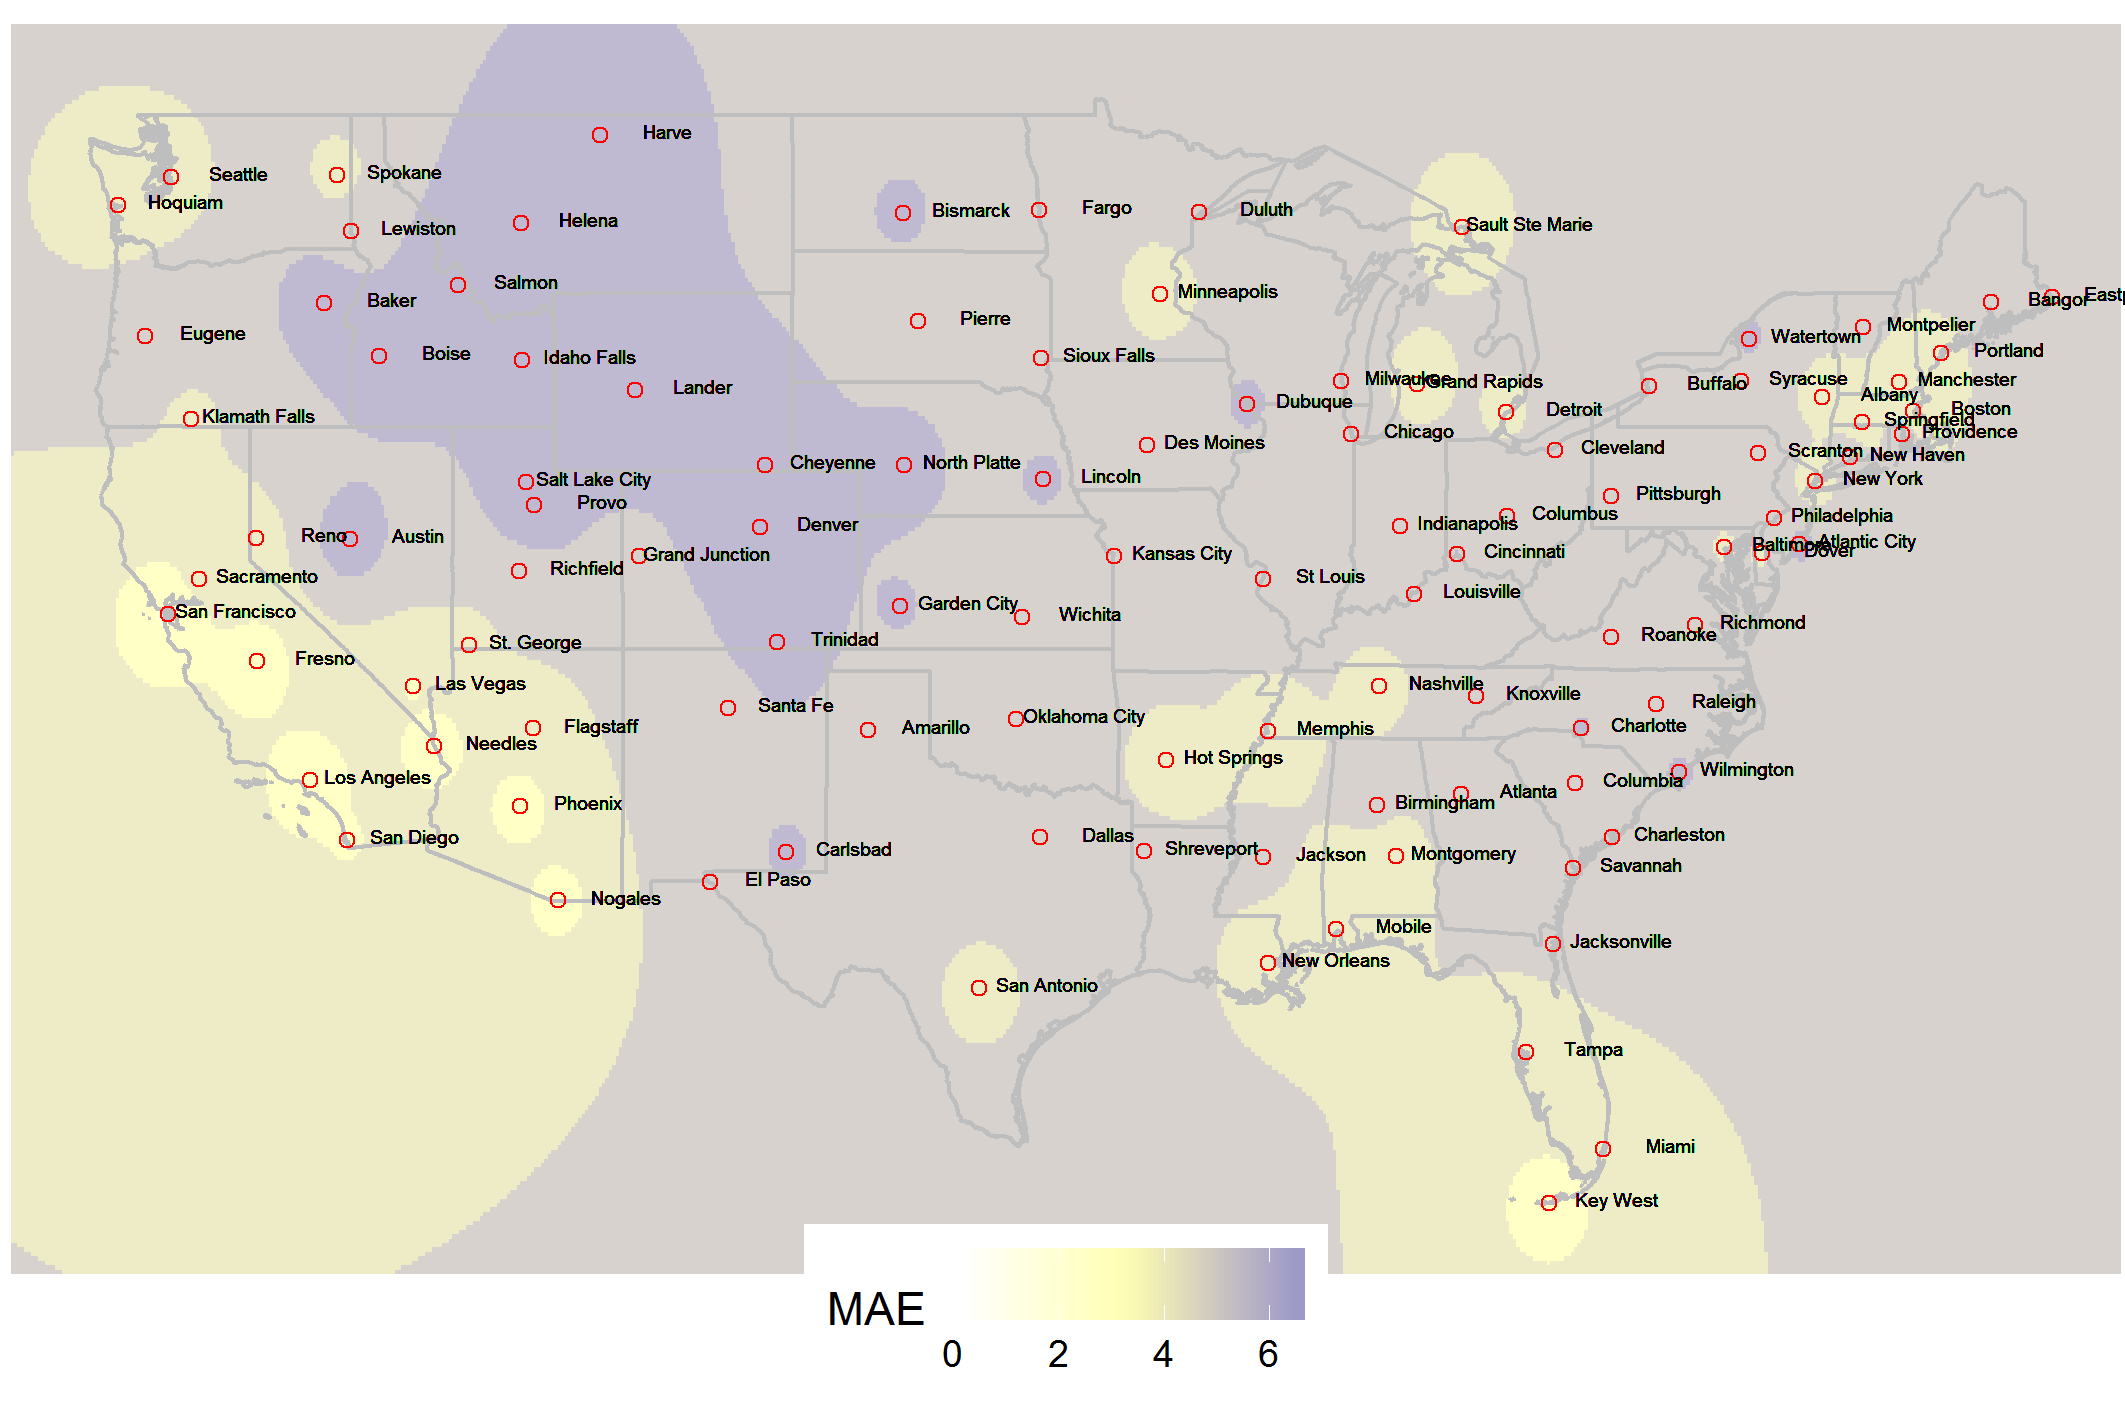 Harve
Seattle
Spokane
Hoquiam
Lewiston
Helena
Bismarck
Fargo
Duluth
Sault Ste Marie
Salmon
Baker
Minneapolis
Bangor
Eastp
Eugene
Pierre
Montpelier
Watertown
Boise
Idaho Falls
Sioux Falls
Portland
Lander
Milwaukee
Grand Rapids
Buffalo
Syracuse
Manchester
Albany
Klamath Falls
Dubuque
Detroit
Boston
Springfield
Chicago
Providence
Des Moines
Cleveland
Scranton
New Haven
Cheyenne
North Platte
Salt Lake City
Lincoln
New York
Provo
Pittsburgh
Denver
Indianapolis
Columbus
Philadelphia
Reno
Austin
Baltimore
Atlantic City
Dover
Grand Junction
Kansas City
Cincinnati
Richfield
Sacramento
St Louis
Louisville
San Francisco
Garden City
Wichita
Richmond
St. George
Trinidad
Roanoke
Fresno
Las Vegas
Nashville
Knoxville
Santa Fe
Raleigh
Flagstaff
Amarillo
Oklahoma City
Memphis
Charlotte
Needles
Hot Springs
Wilmington
Los Angeles
Columbia
Phoenix
Birmingham
Atlanta
San Diego
Dallas
Charleston
Carlsbad
Shreveport
Jackson
Montgomery
Savannah
El Paso
Nogales
Mobile
Jacksonville
New Orleans
San Antonio
Tampa
Miami
Key West
MAE
0 2 4 6